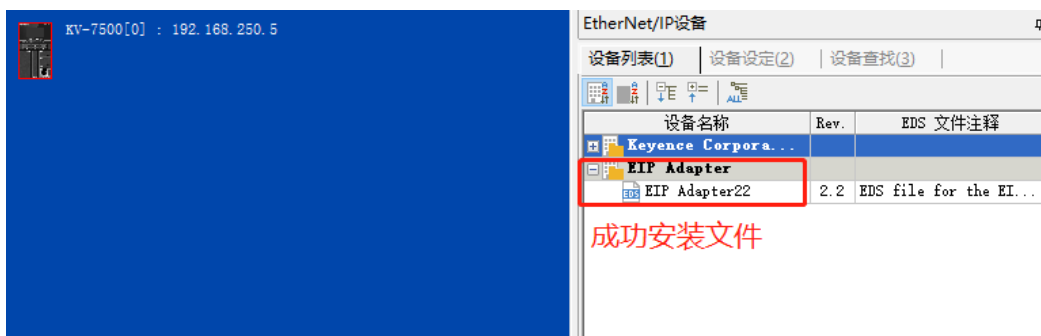 KV-7500[0] : 192.168.250.5
EtherNet/IP设备
设备列表(1) 设备设定(2) 设备查找(3)
ALL
设备名称 Rev. EDS 文件注释
Keyence Corpora...
EIP Adapter
EDS EIP Adapter22 2.2 EDS file for the EI...
成功安装文件